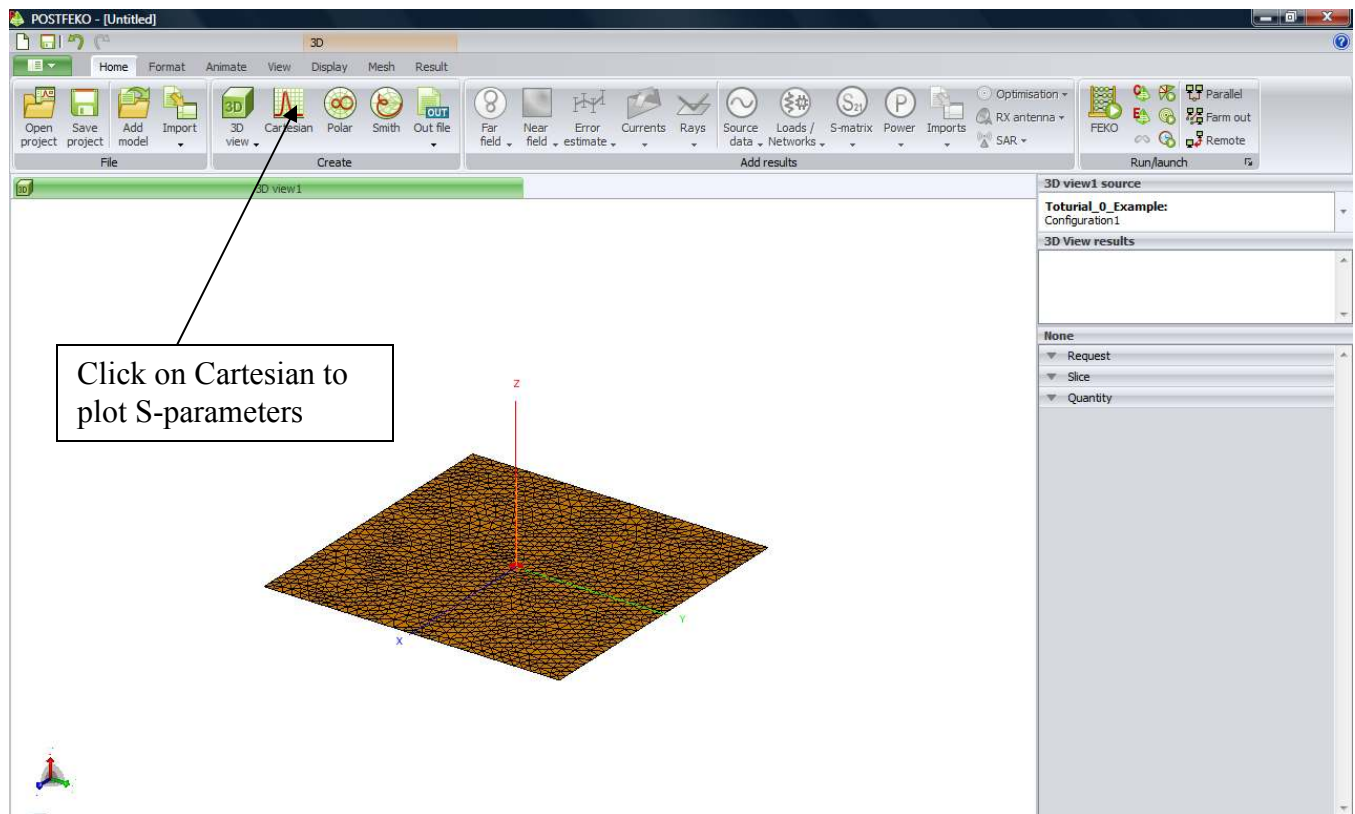 POSTFEKO - [Untitled]
3D
Home Format Animate View Display Mesh Result
Open project
Save project
Add model
Import
3D view
Cartesian
Polar
Smith
Out file
OUT
Far field
Near field
Error estimate
Currents
Rays
Source data
Loads / Networks
S-matrix
S21
Power
P
Imports
Optimisation
RX antenna
SAR
FEKO
Parallel
Farm out
Remote
File
Create
Add results
Run/launch
3D
3D view1
3D view1 source
Toturial_0_Example:
Configuration1
3D View results
None
Request
Slice
Quantity
Click on Cartesian to
plot S-parameters
Z
Y
X